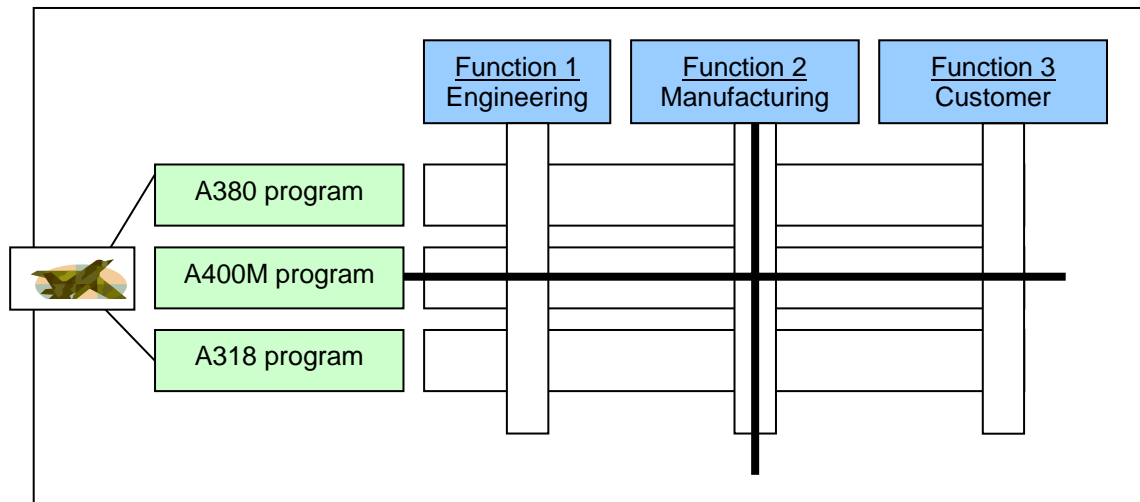 Function 1
Engineering
Function 2
Manufacturing
Function 3
Customer
A380 program
A400M program
A318 program